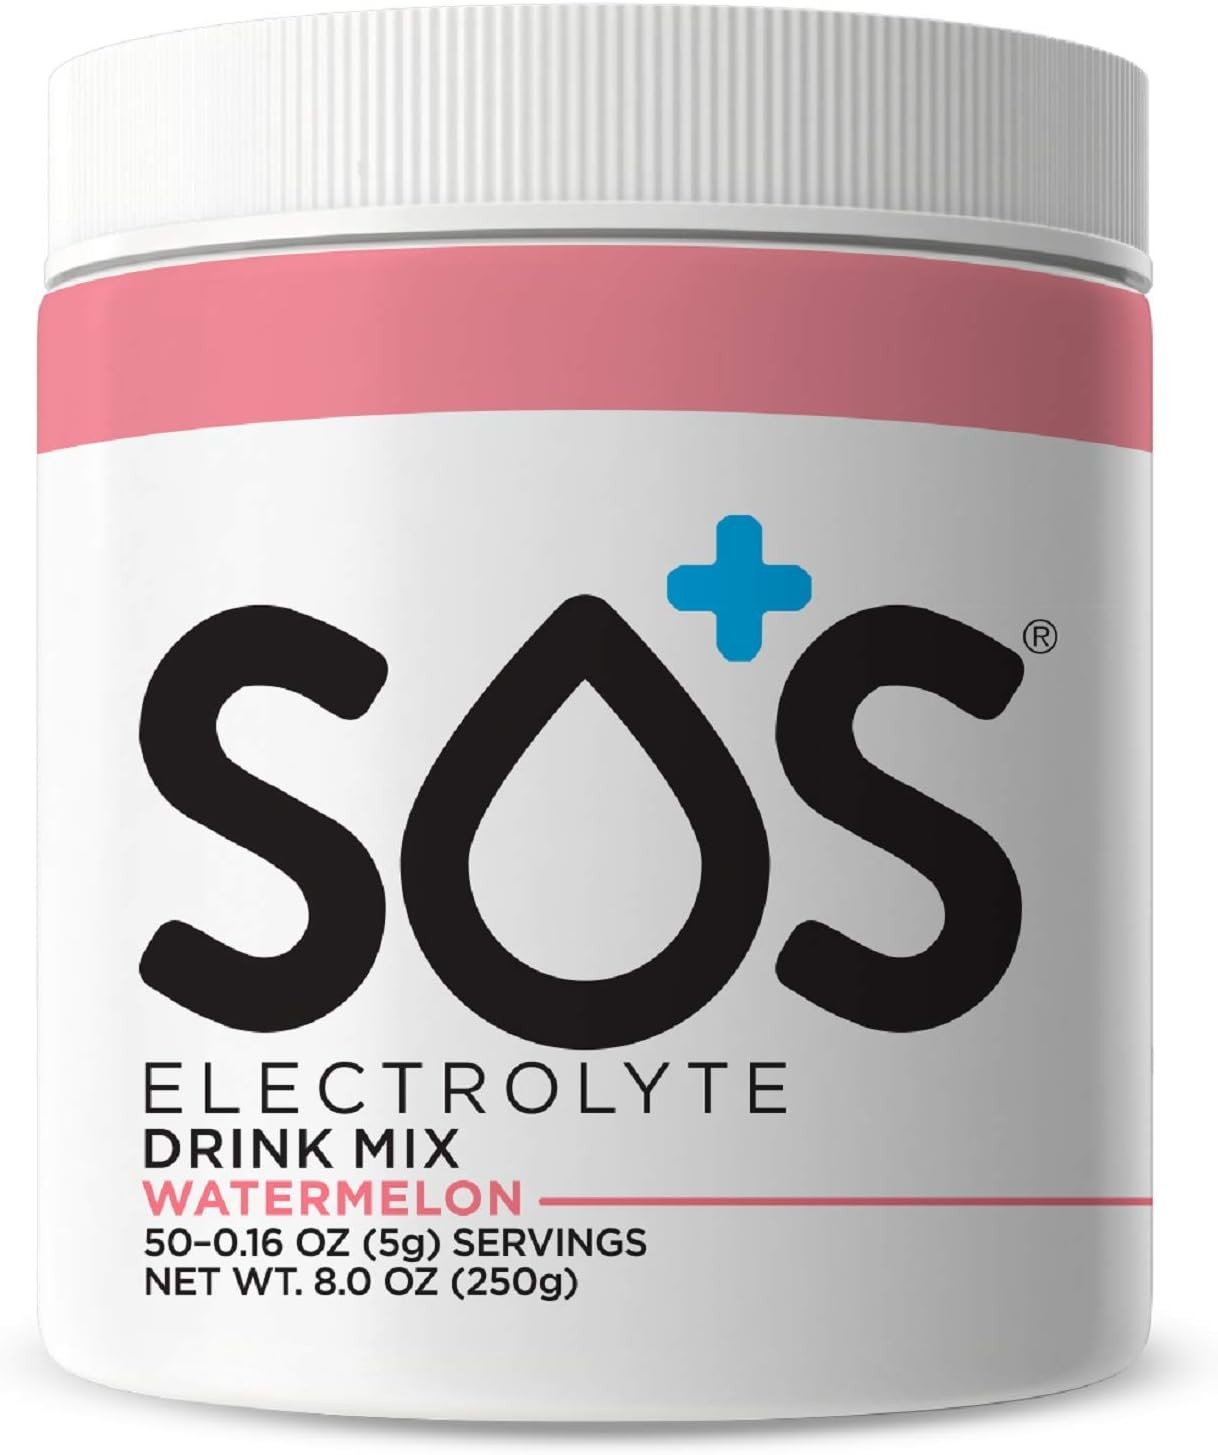 SOS®
ELECTROLYTE
DRINK MIX
WATERMELON
50-0.16 OZ (5g) SERVINGS
NET WT. 8.0 OZ (250g)